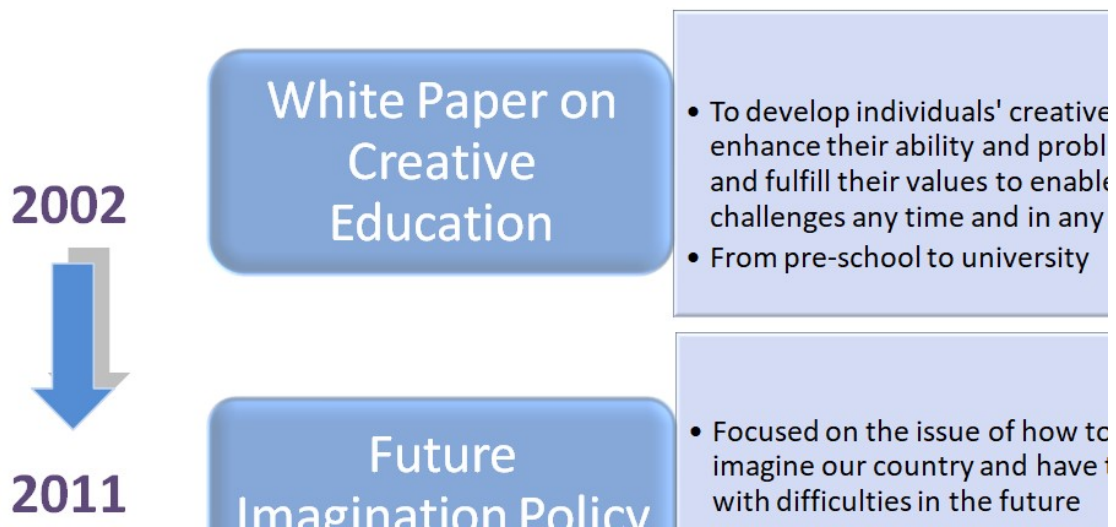 2002
White Paper on
Creative
Education
• To develop individuals' creative
enhance their ability and
and fulfill their values to enable
challenges any time and in any
• From pre-school to university
2011
Future
Imagination Policy
• Focused on the issue of how to
imagine our country and have
with difficulties in the future